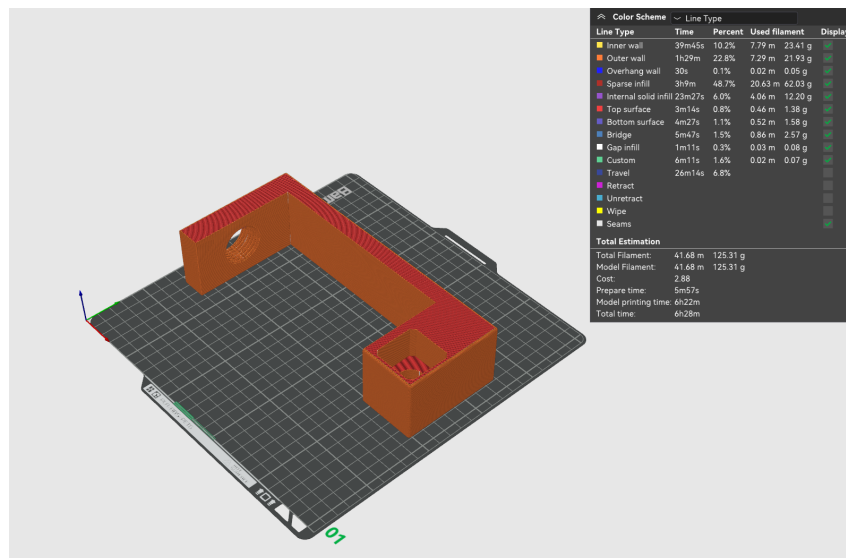 Color Scheme Line Type
Line Type Time Percent Used filament Display
Inner wall 39m45s 10.2% 7.79 m 23.41 g
Outer wall 1h29m 22.8% 7.29 m 21.93 g
Overhang wall 30s 0.1% 0.02 m 0.05 g
Sparse infill 3h9m 48.7% 20.63 m 62.03 g
Internal solid infill 23m27s 6.0% 4.06 m 12.20 g
Top surface 3m14s 0.8% 0.46 m 1.38 g
Bottom surface 4m27s 1.1% 0.52 m 1.58 g
Bridge 5m47s 1.5% 0.86 m 2.57 g
Gap infill 1m11s 0.3% 0.03 m 0.08 g
Custom 6m11s 1.6% 0.02 m 0.07 g
Travel 26m14s 6.8%
Retract
Unretract
Wipe
Seams
Total Estimation
Total Filament: 41.68 m 125.31 g
Model Filament: 41.68 m 125.31 g
Cost: 2.88
Prepare time: 5m57s
Model printing time: 6h22m
Total time: 6h28m
01